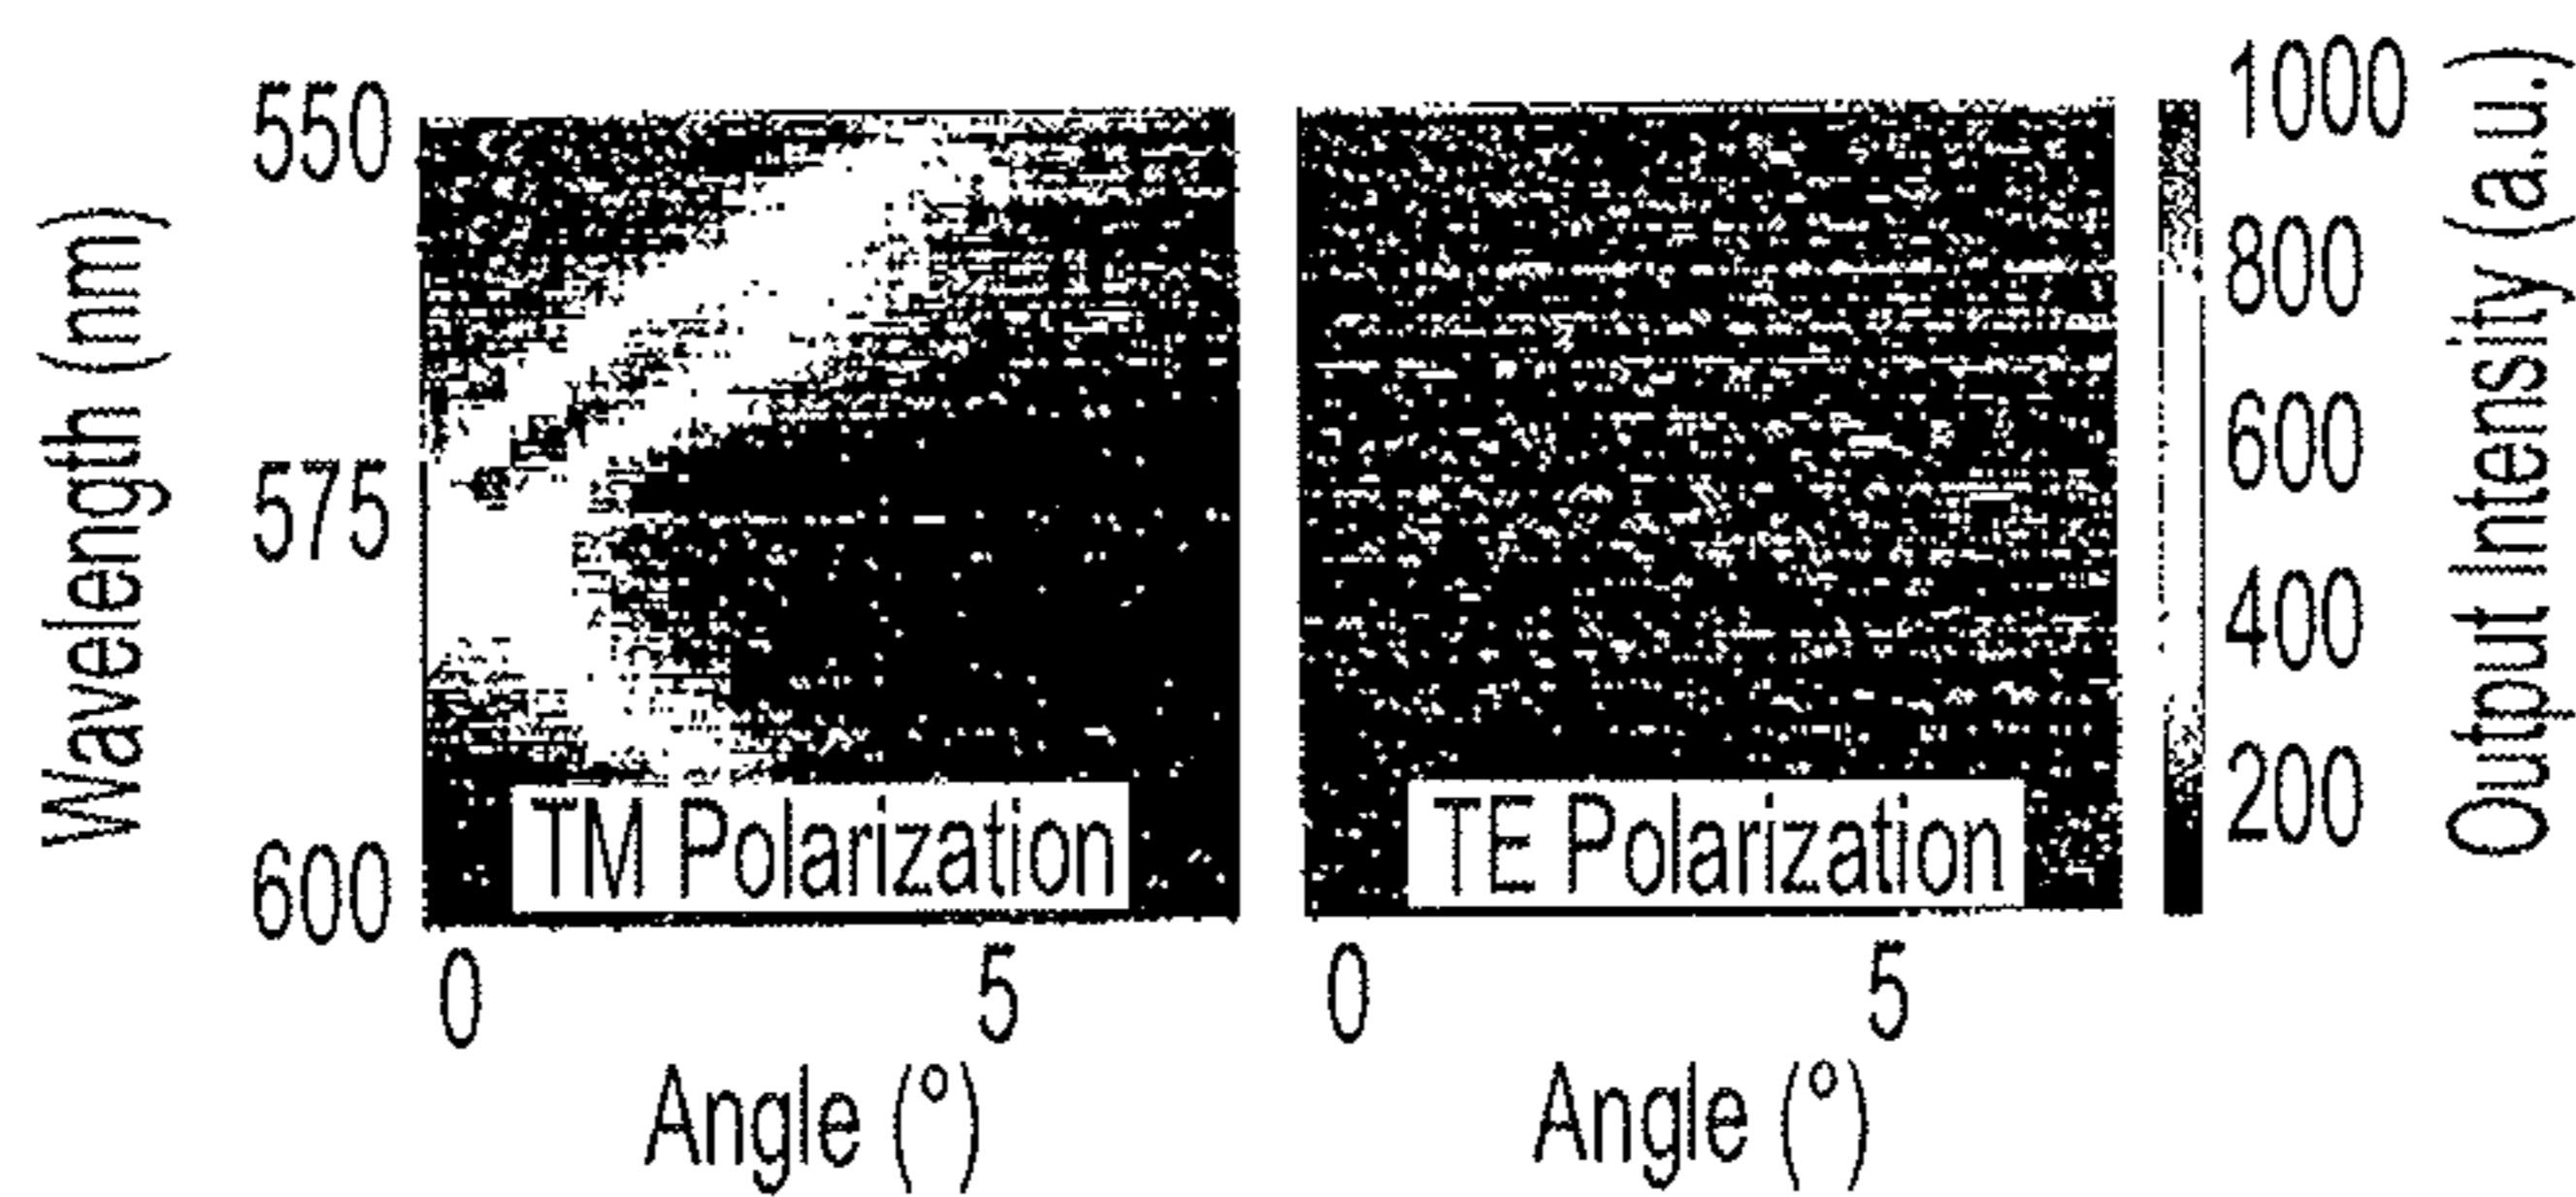 Wavelength (nm)
550
575
600
TM Polarization
0
5
Angle (°)
TE Polarization
0
5
Angle (°)
1000
800
600
400
200
Output Intensity (a.u.)